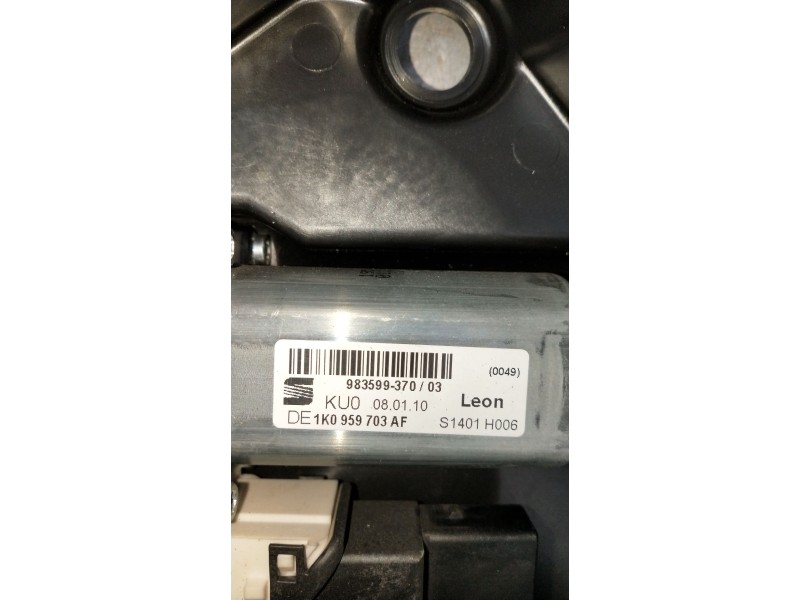 (0049)
983599-370 / 03
KU0 08.01.10 Leon
DE 1K0 959 703 AF S1401 H006